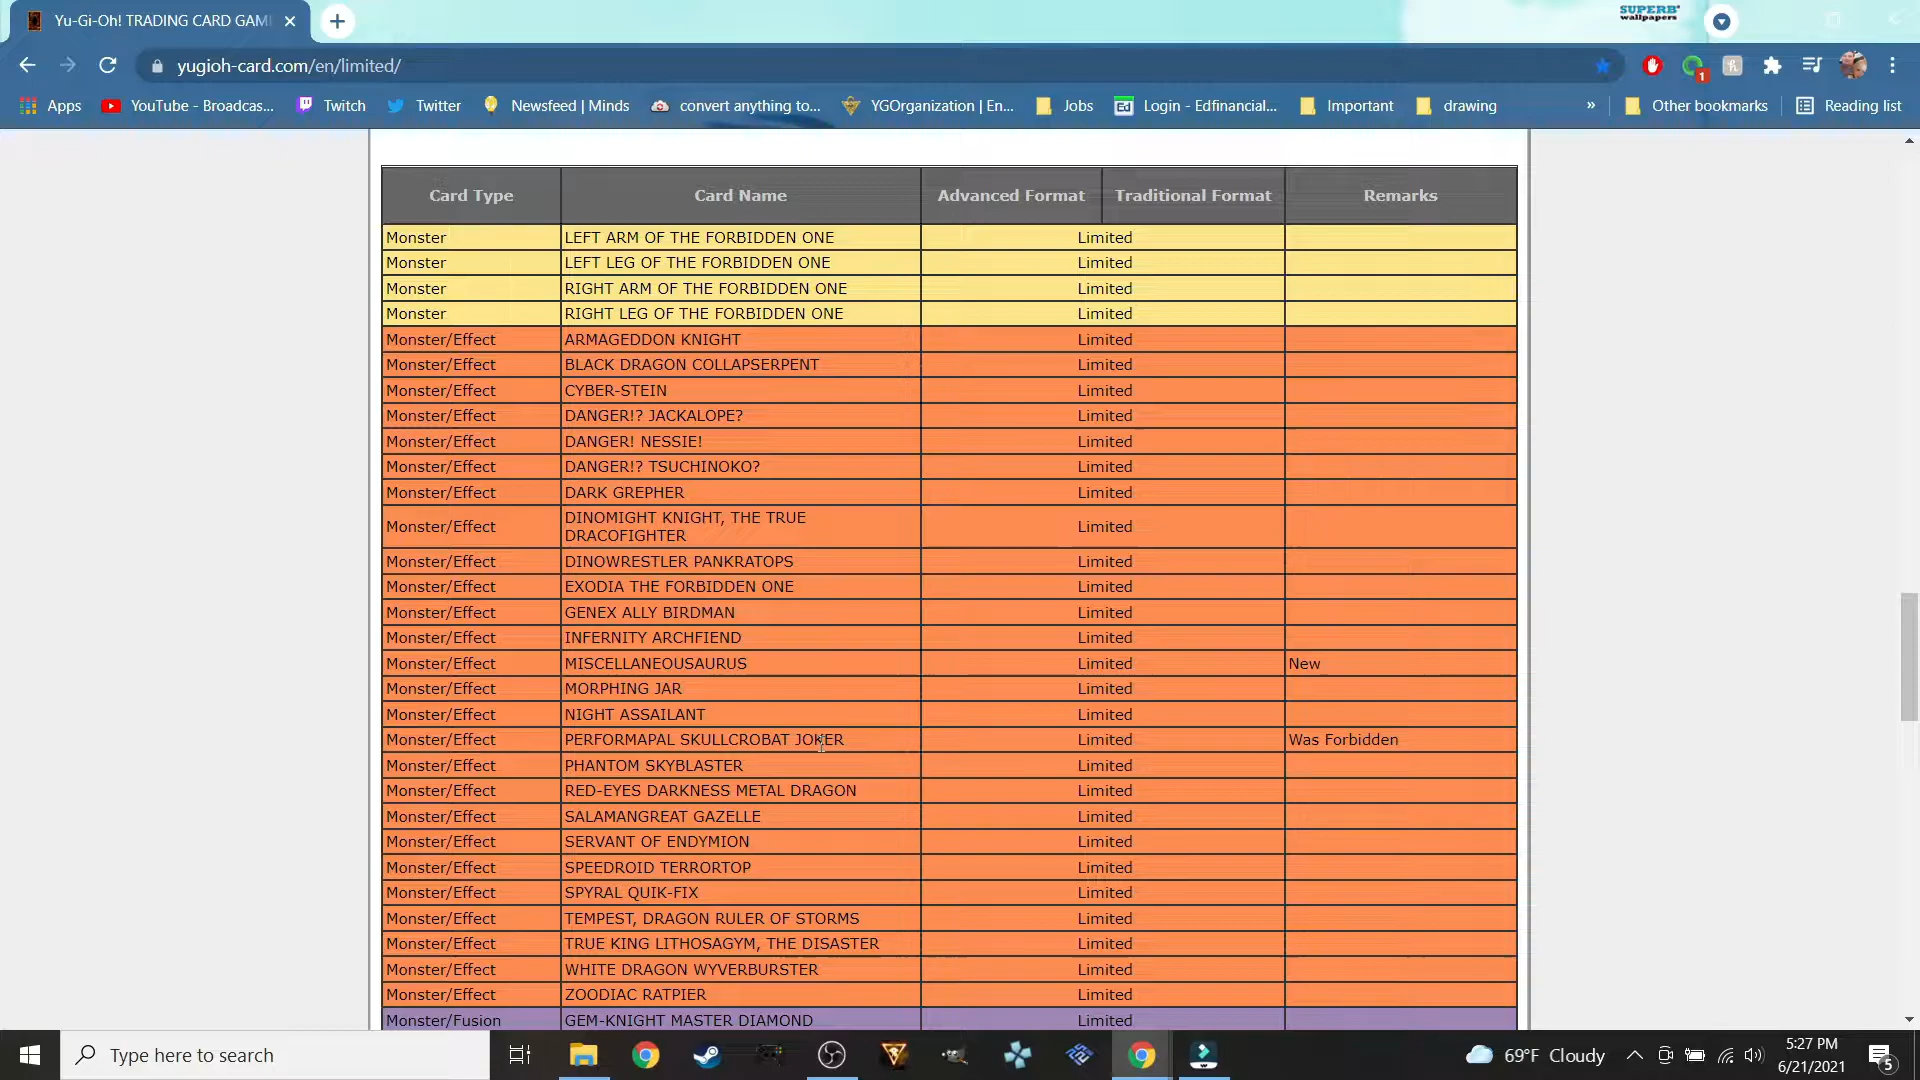 Yu-Gi-Oh! TRADING CARD GAM
SUPERB
wallpapers
yugioh-card.com/en/limited/
1
Apps
YouTube - Broadcas...
Twitch
Twitter
Newsfeed | Minds
convert anything to...
YGOrganization | En...
Jobs
Ed
Login - Edfinancial...
Important
drawing
»
Other bookmarks
Reading list
Card Type Card Name Advanced Format Traditional Format Remarks
Monster LEFT ARM OF THE FORBIDDEN ONE Limited
Monster LEFT LEG OF THE FORBIDDEN ONE Limited
Monster RIGHT ARM OF THE FORBIDDEN ONE Limited
Monster RIGHT LEG OF THE FORBIDDEN ONE Limited
Monster/Effect ARMAGEDDON KNIGHT Limited
Monster/Effect BLACK DRAGON COLLAPSERPENT Limited
Monster/Effect CYBER-STEIN Limited
Monster/Effect DANGER!? JACKALOPE? Limited
Monster/Effect DANGER! NESSIE! Limited
Monster/Effect DANGER!? TSUCHINOKO? Limited
Monster/Effect DARK GREPHER Limited
Monster/Effect DINOMIGHT KNIGHT, THE TRUE
DRACOFIGHTER Limited
Monster/Effect DINOWRESTLER PANKRATOPS Limited
Monster/Effect EXODIA THE FORBIDDEN ONE Limited
Monster/Effect GENEX ALLY BIRDMAN Limited
Monster/Effect INFERNITY ARCHFIEND Limited
Monster/Effect MISCELLANEOUSAURUS Limited New
Monster/Effect MORPHING JAR Limited
Monster/Effect NIGHT ASSAILANT Limited
Monster/Effect PERFORMAPAL SKULLCROBAT JOKER Limited Was Forbidden
Monster/Effect PHANTOM SKYBLASTER Limited
Monster/Effect RED-EYES DARKNESS METAL DRAGON Limited
Monster/Effect SALAMANGREAT GAZELLE Limited
Monster/Effect SERVANT OF ENDYMION Limited
Monster/Effect SPEEDROID TERRORTOP Limited
Monster/Effect SPYRAL QUIK-FIX Limited
Monster/Effect TEMPEST, DRAGON RULER OF STORMS Limited
Monster/Effect TRUE KING LITHOSAGYM, THE DISASTER Limited
Monster/Effect WHITE DRAGON WYVERBURSTER Limited
Monster/Effect ZOODIAC RATPIER Limited
Monster/Fusion GEM-KNIGHT MASTER DIAMOND Limited
Type here to search
69°F Cloudy
5:27 PM
6/21/2021
5